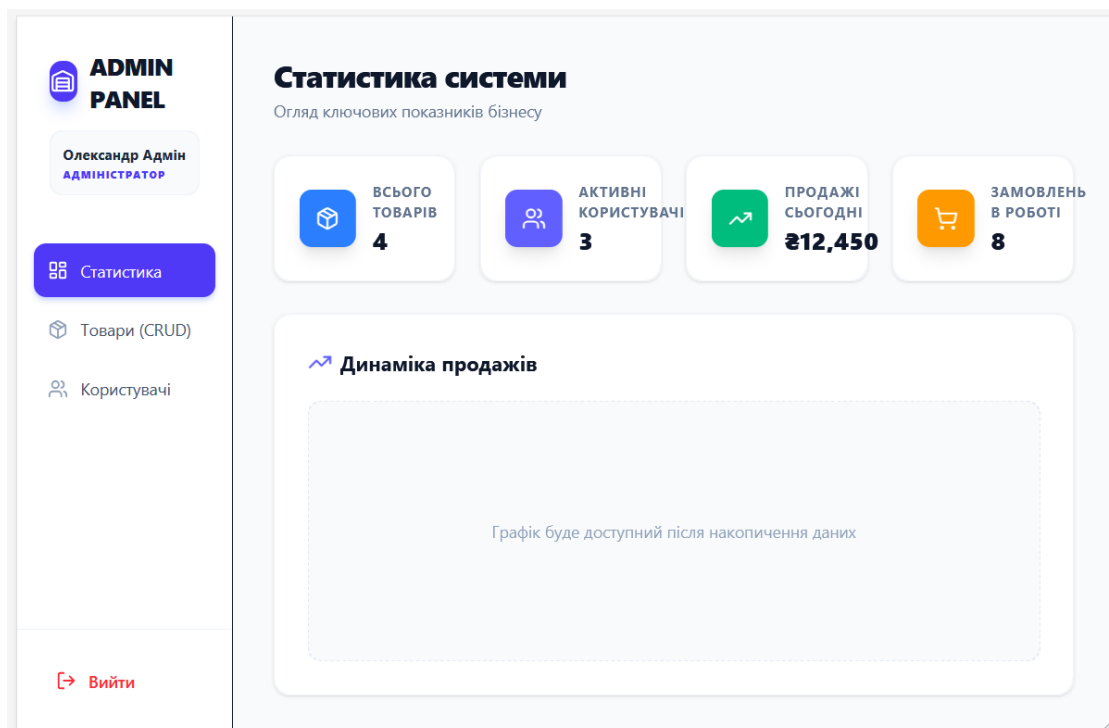 ADMIN
PANEL
Олександр Адмін
АДМІНІСТРАТОР
Статистика
Товари (CRUD)
Користувачі
Вийти
Статистика системи
Огляд ключових показників бізнесу
ВСЬОГО
ТОВАРІВ
4
АКТИВНІ
КОРИСТУВАЧІ
3
ПРОДАЖІ
СЬОГОДНІ
₴12,450
ЗАМОВЛЕНЬ
В РОБОТІ
8
Динаміка продажів
Графік буде доступний після накопичення даних